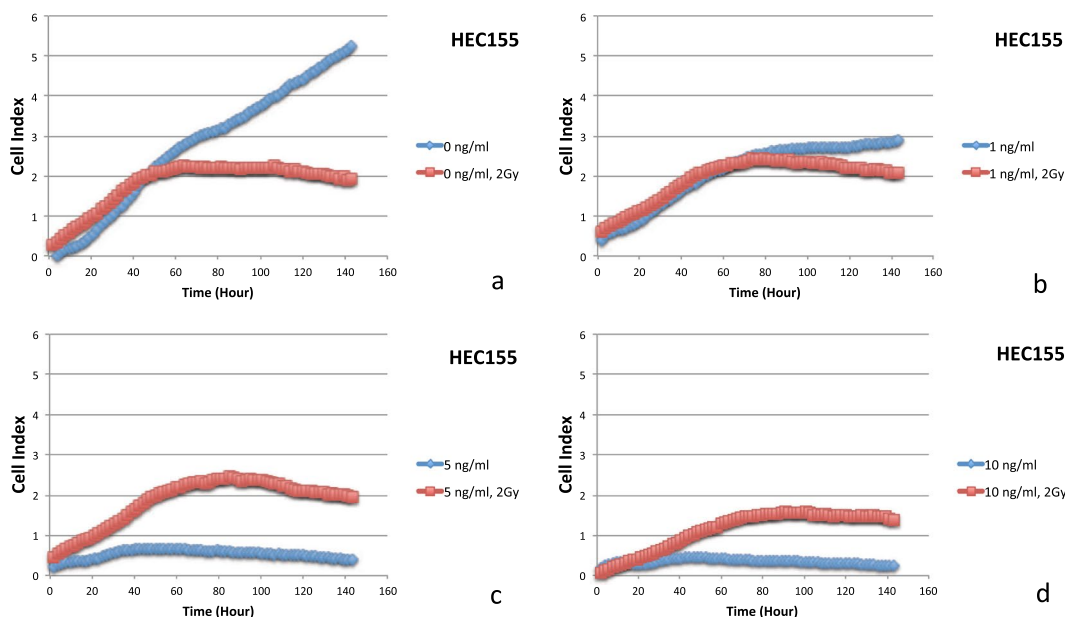 6
5
4
3
2
1
0
Cell Index
0 20 40 60 80 100 120 140 160
Time (Hour)
HEC155
0 ng/ml
0 ng/ml, 2Gy
a
6
5
4
3
2
1
0
Cell Index
0 20 40 60 80 100 120 140 160
Time (Hour)
HEC155
1 ng/ml
1 ng/ml, 2Gy
b
6
5
4
3
2
1
0
Cell Index
0 20 40 60 80 100 120 140 160
Time (Hour)
HEC155
5 ng/ml
5 ng/ml, 2Gy
c
6
5
4
3
2
1
0
Cell Index
0 20 40 60 80 100 120 140 160
Time (Hour)
HEC155
10 ng/ml
10 ng/ml, 2Gy
d